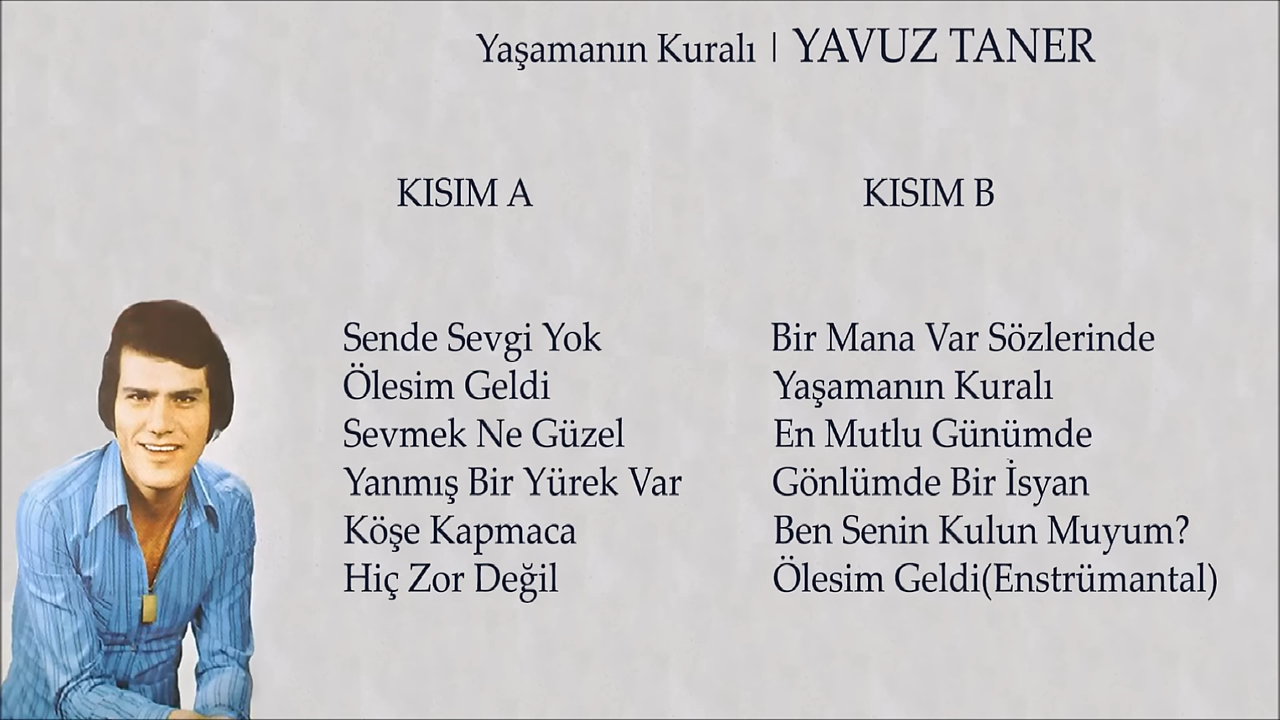 Yaşamanın Kuralı | YAVUZ TANER
KISIM A
Sende Sevgi Yok
Ölesim Geldi
Sevmek Ne Güzel
Yanmış Bir Yürek Var
Köşe Kapmaca
Hiç Zor Değil
KISIM B
Bir Mana Var Sözlerinde
Yaşamanın Kuralı
En Mutlu Günümde
Gönlümde Bir İsyan
Ben Senin Kulun Muyum?
Ölesim Geldi(Enstrümantal)